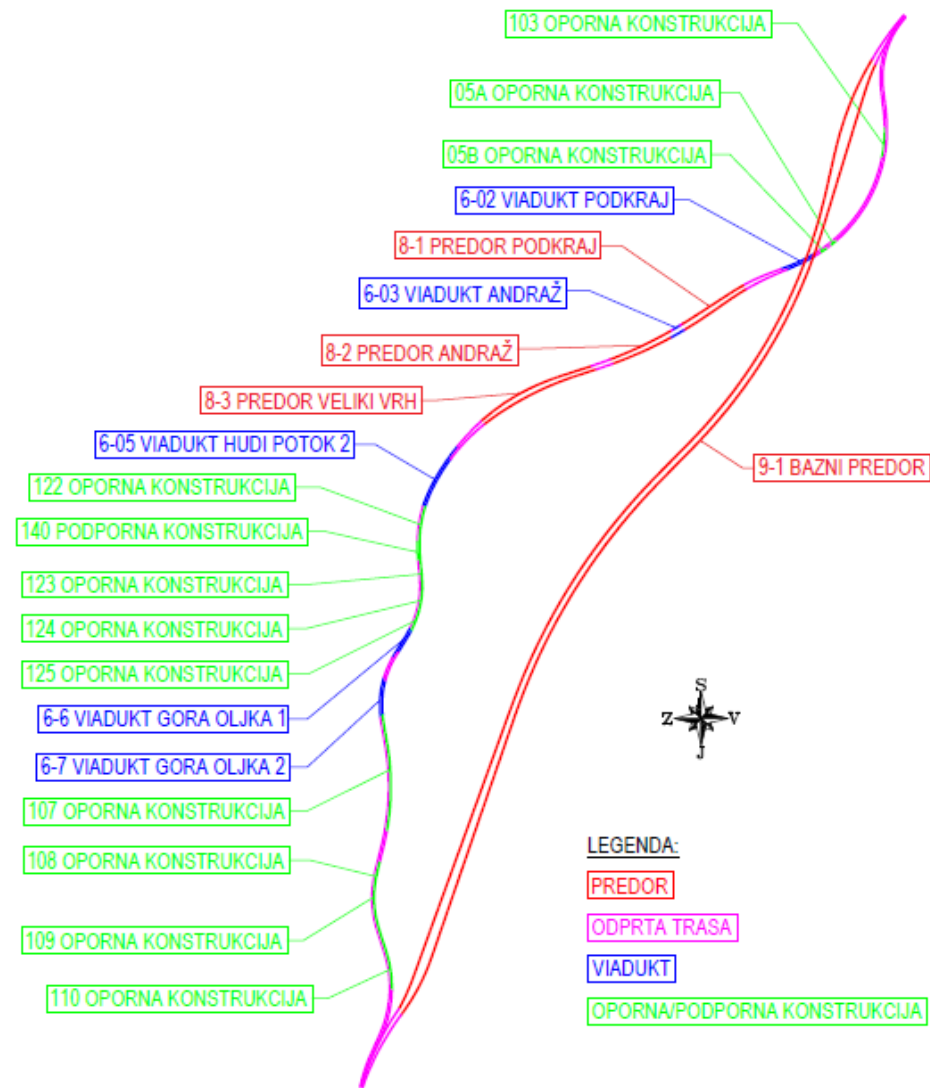 103 OPORNA KONSTRUKCIJA
05A OPORNA KONSTRUKCIJA
05B OPORNA KONSTRUKCIJA
6-02 VIADUKT PODKRAJ
8-1 PREDOR PODKRAJ
6-03 VIADUKT ANDRAŽ
8-2 PREDOR ANDRAŽ
8-3 PREDOR VELIKI VRH
6-05 VIADUKT HUDI POTOK 2
9-1 BAZNI PREDOR
122 OPORNA KONSTRUKCIJA
140 PODPORNA KONSTRUKCIJA
123 OPORNA KONSTRUKCIJA
124 OPORNA KONSTRUKCIJA
125 OPORNA KONSTRUKCIJA
6-6 VIADUKT GORA OLJKA 1
6-7 VIADUKT GORA OLJKA 2
107 OPORNA KONSTRUKCIJA
108 OPORNA KONSTRUKCIJA
109 OPORNA KONSTRUKCIJA
110 OPORNA KONSTRUKCIJA
S
Z V
J
LEGENDA:
PREDOR
ODPRTA TRASA
VIADUKT
OPORNA/PODPORNA KONSTRUKCIJA